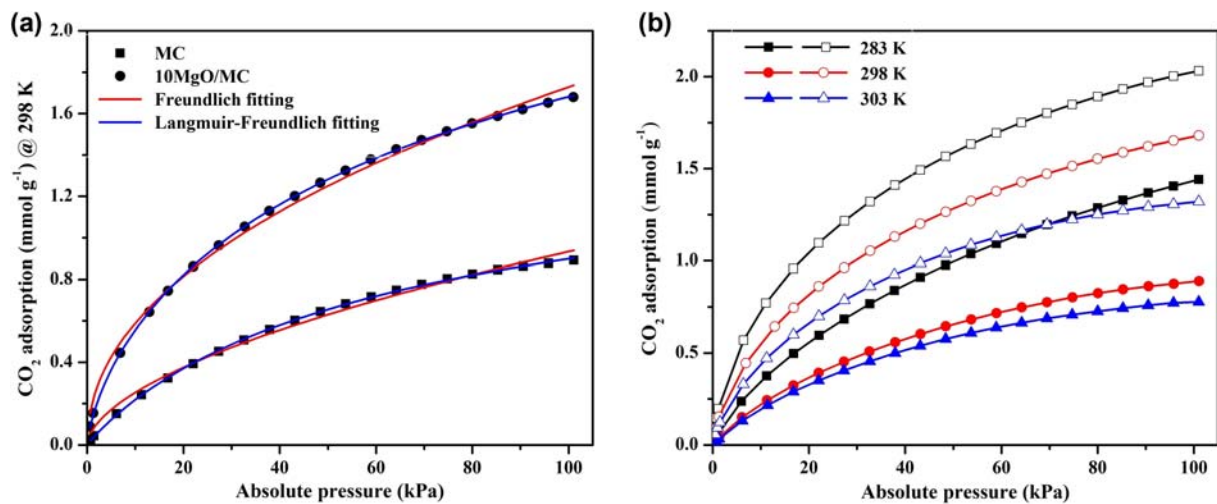 (a)
2.0
1.6
1.2
0.8
0.4
0.0
CO₂ adsorption (mmol g⁻¹) @ 298 K
MC
10MgO/MC
Freundlich fitting
Langmuir-Freundlich fitting
0 20 40 60 80 100
Absolute pressure (kPa)
(b)
2.0
1.5
1.0
0.5
0.0
CO₂ adsorption (mmol g⁻¹)
283 K
298 K
303 K
0 20 40 60 80 100
Absolute pressure (kPa)